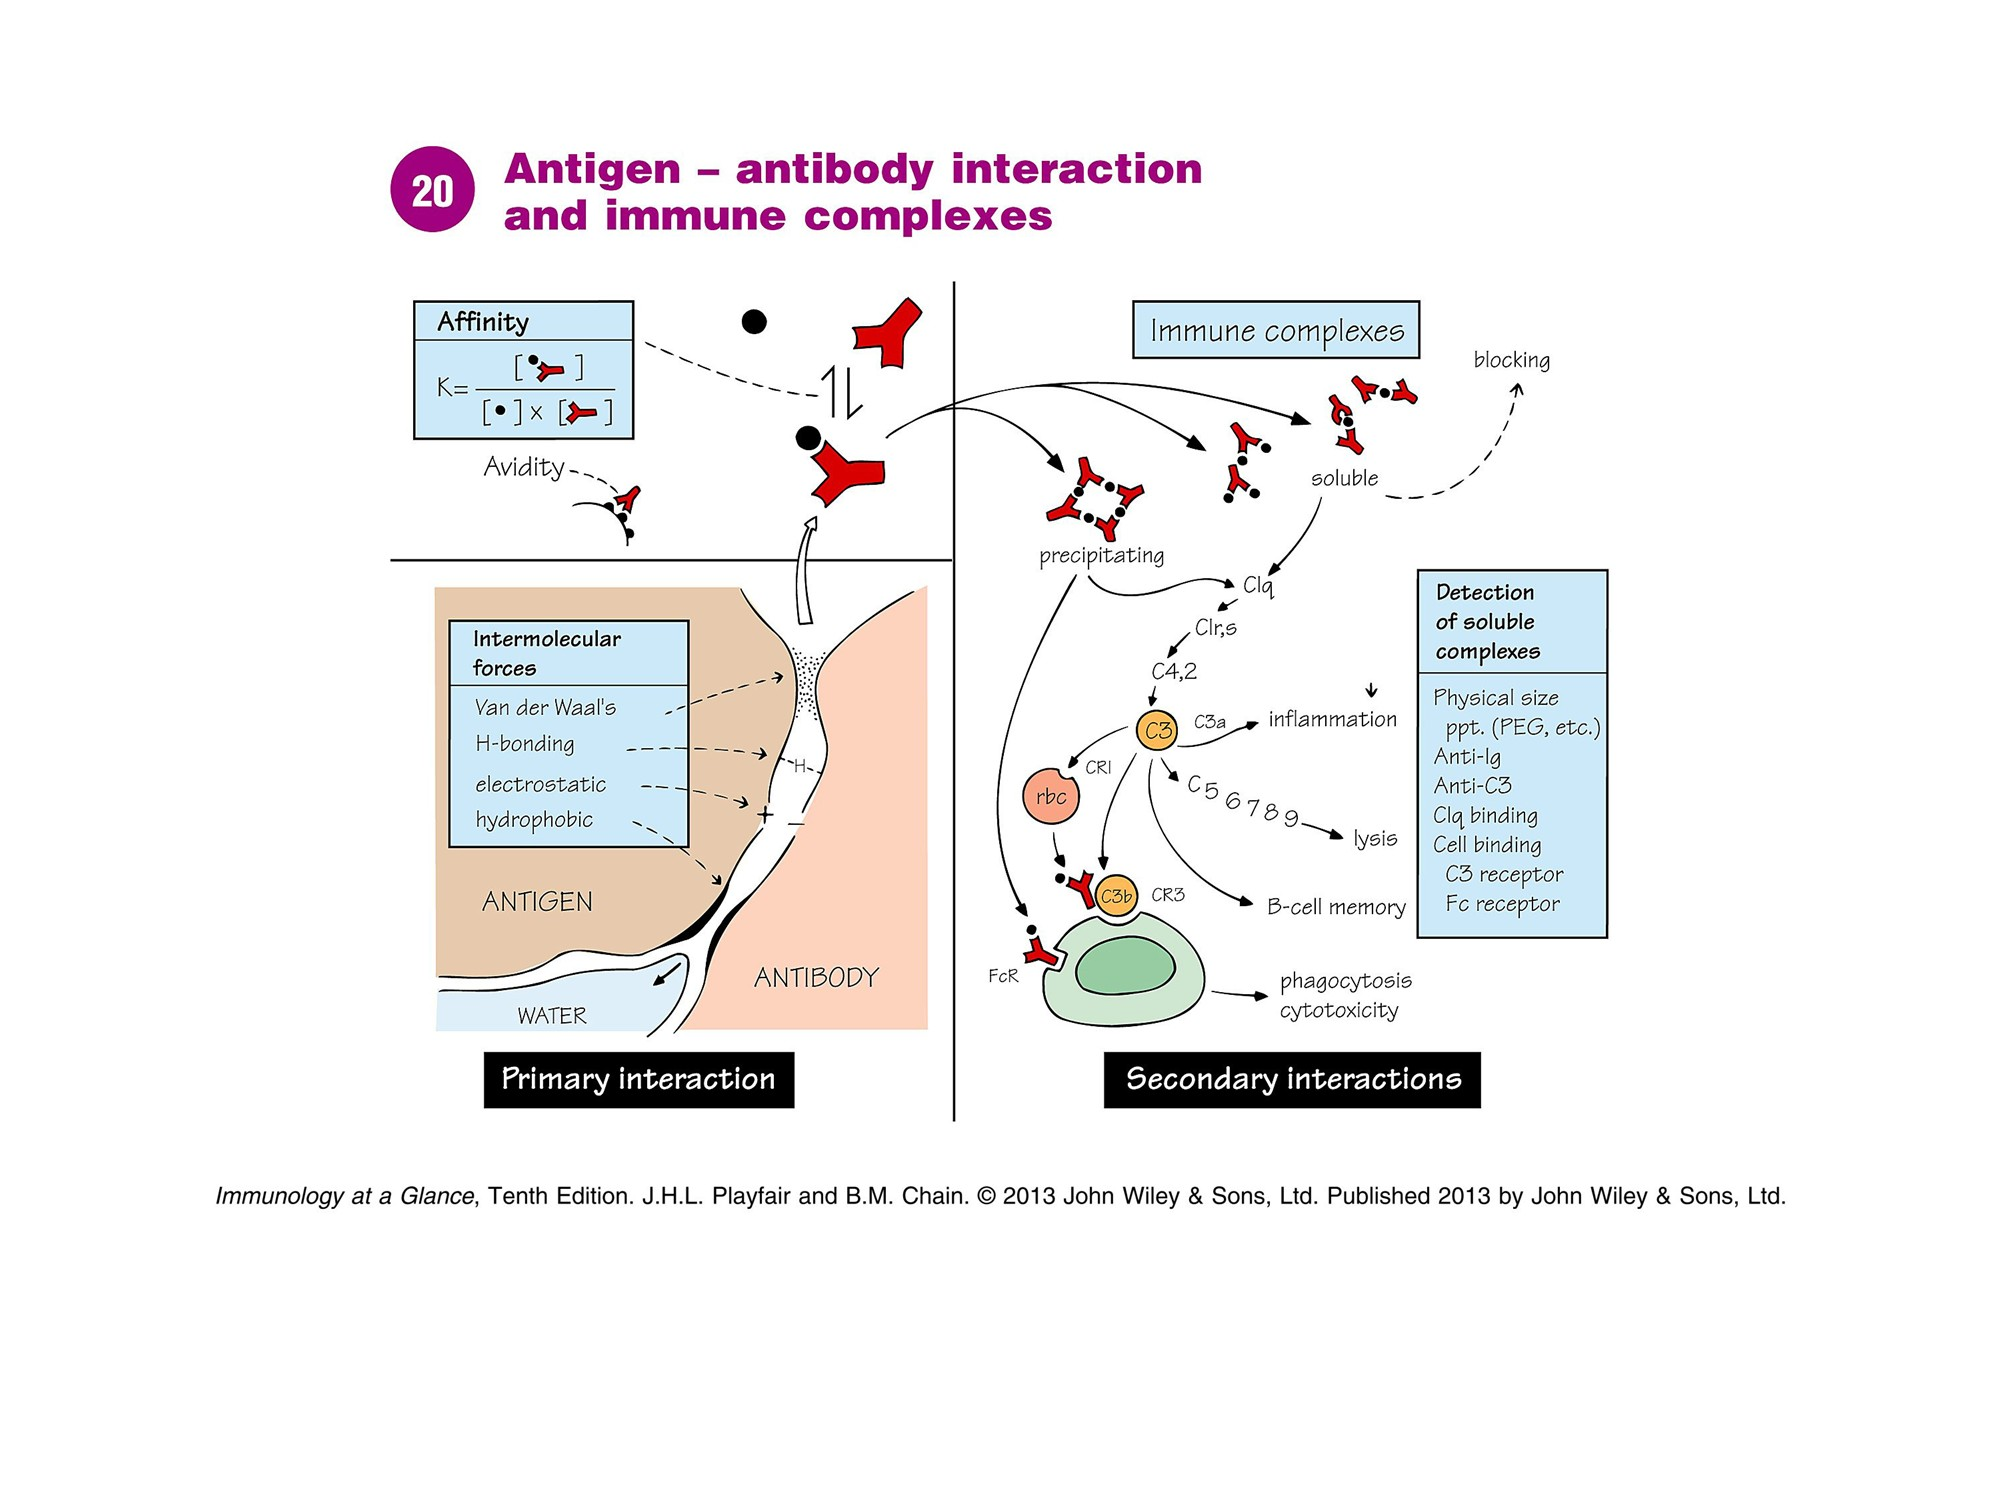 20
Antigen – antibody interaction
and immune complexes
Affinity
K= [ ]
[ ] x [ ]
Avidity
Intermolecular
forces
Van der Waal's
H-bonding
electrostatic
hydrophobic
H
+
–
ANTIGEN
ANTIBODY
WATER
Primary interaction
Immune complexes
blocking
soluble
precipitating
Clq
Clr,s
C4,2
C3
C3a
inflammation
CR1
rbc
C 5 6 7 8 9
lysis
C3b
CR3
B-cell memory
FcR
phagocytosis
cytotoxicity
Detection
of soluble
complexes
Physical size
ppt. (PEG, etc.)
Anti-Ig
Anti-C3
Clq binding
Cell binding
C3 receptor
Fc receptor
Secondary interactions
Immunology at a Glance, Tenth Edition. J.H.L. Playfair and B.M. Chain. © 2013 John Wiley & Sons, Ltd. Published 2013 by John Wiley & Sons, Ltd.